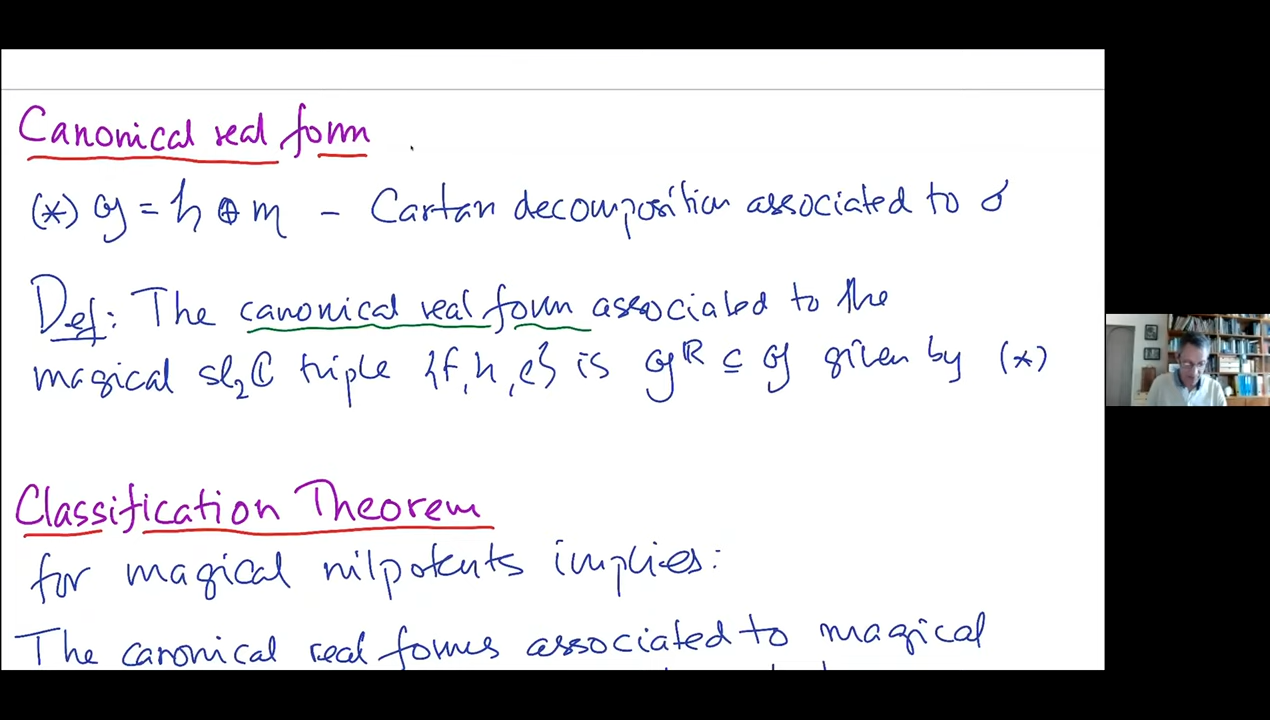 Canonical real form
(*) 𝔤 = 𝔥 ⊕ 𝔪 - Cartan decomposition associated to σ
Def: The canonical real form associated to the
magical sl₂ℂ triple {f, h, e} is 𝔤^ℝ ⊆ 𝔤 given by (*)
Classification Theorem
for magical nilpotents implies:
The canonical real forms associated to magical